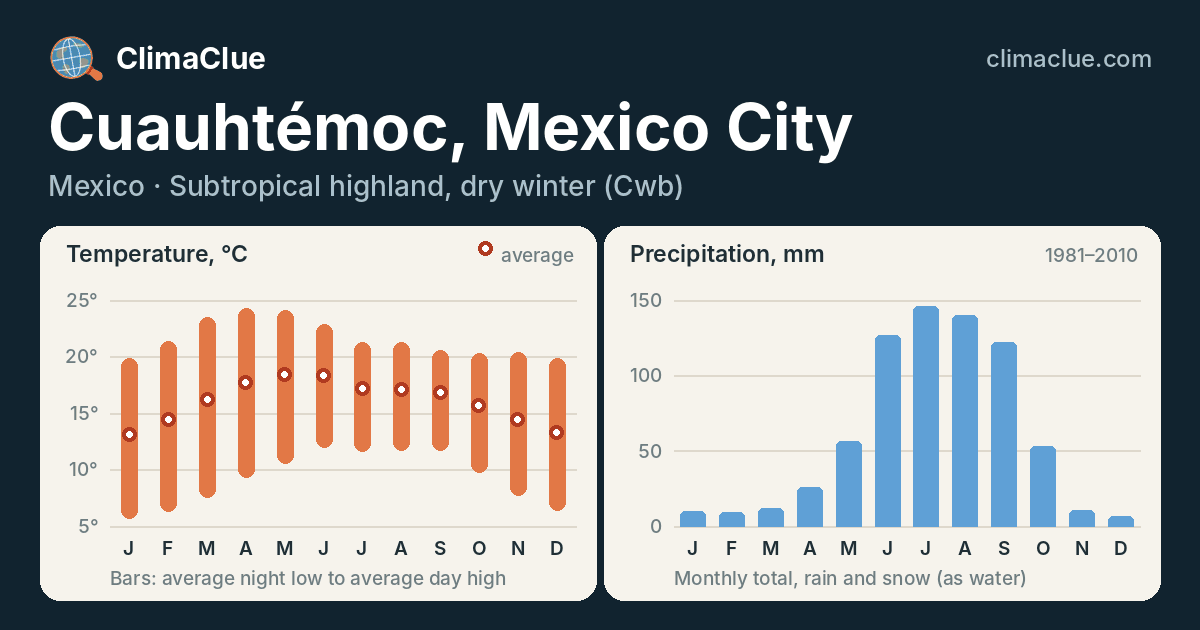 ClimaClue
climaclue.com
Cuauhtémoc, Mexico City
Mexico · Subtropical highland, dry winter (Cwb)
Temperature, °C
average
25°
20°
15°
10°
5°
J F M A M J J A S O N D
Bars: average night low to average day high
Precipitation, mm
1981–2010
150
100
50
0
J F M A M J J A S O N D
Monthly total, rain and snow (as water)